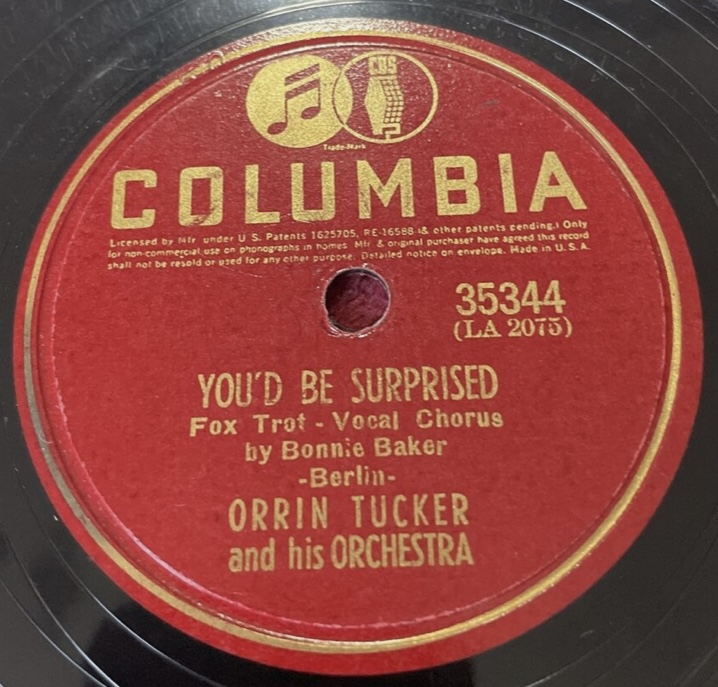 CBS
Trade-Mark
COLUMBIA
Licensed by Mfr under U S. Patents 1625705, RE-16588 (& other patents pending.) Only
for non-commercial use on phonographs in homes Mfr & original purchaser have agreed this record
shall not be resold or used for any other purpose. Detailed notice on envelope. Made in U.S.A.
35344
(LA 2075)
YOU'D BE SURPRISED
Fox Trot - Vocal Chorus
by Bonnie Baker
-Berlin-
ORRIN TUCKER
and his ORCHESTRA